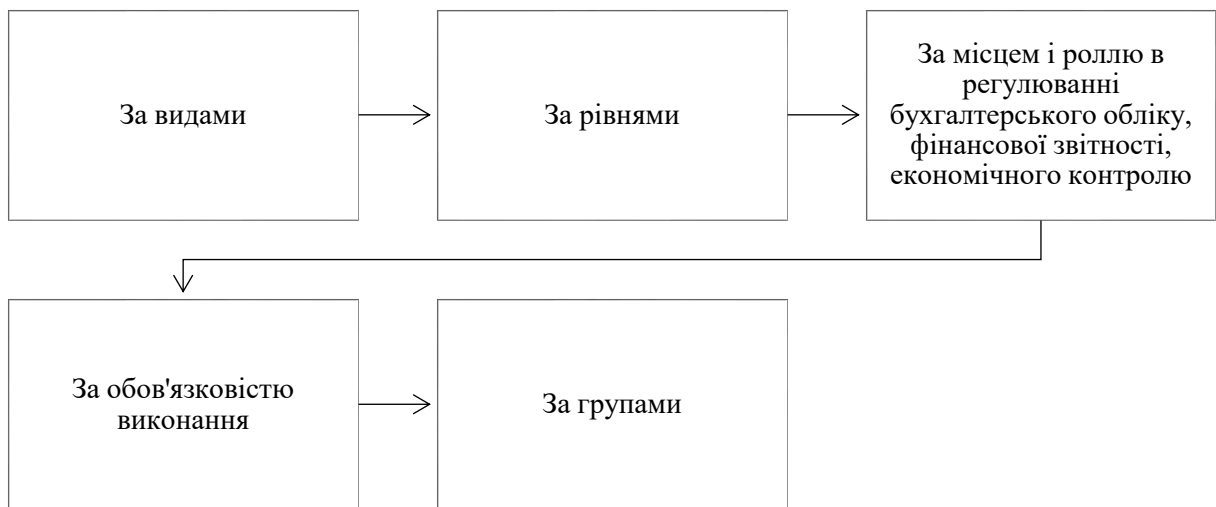 За видами
За рівнями
За місцем і роллю в
регулюванні
бухгалтерського обліку,
фінансової звітності,
економічного контролю
За обов'язковістю
виконання
За групами